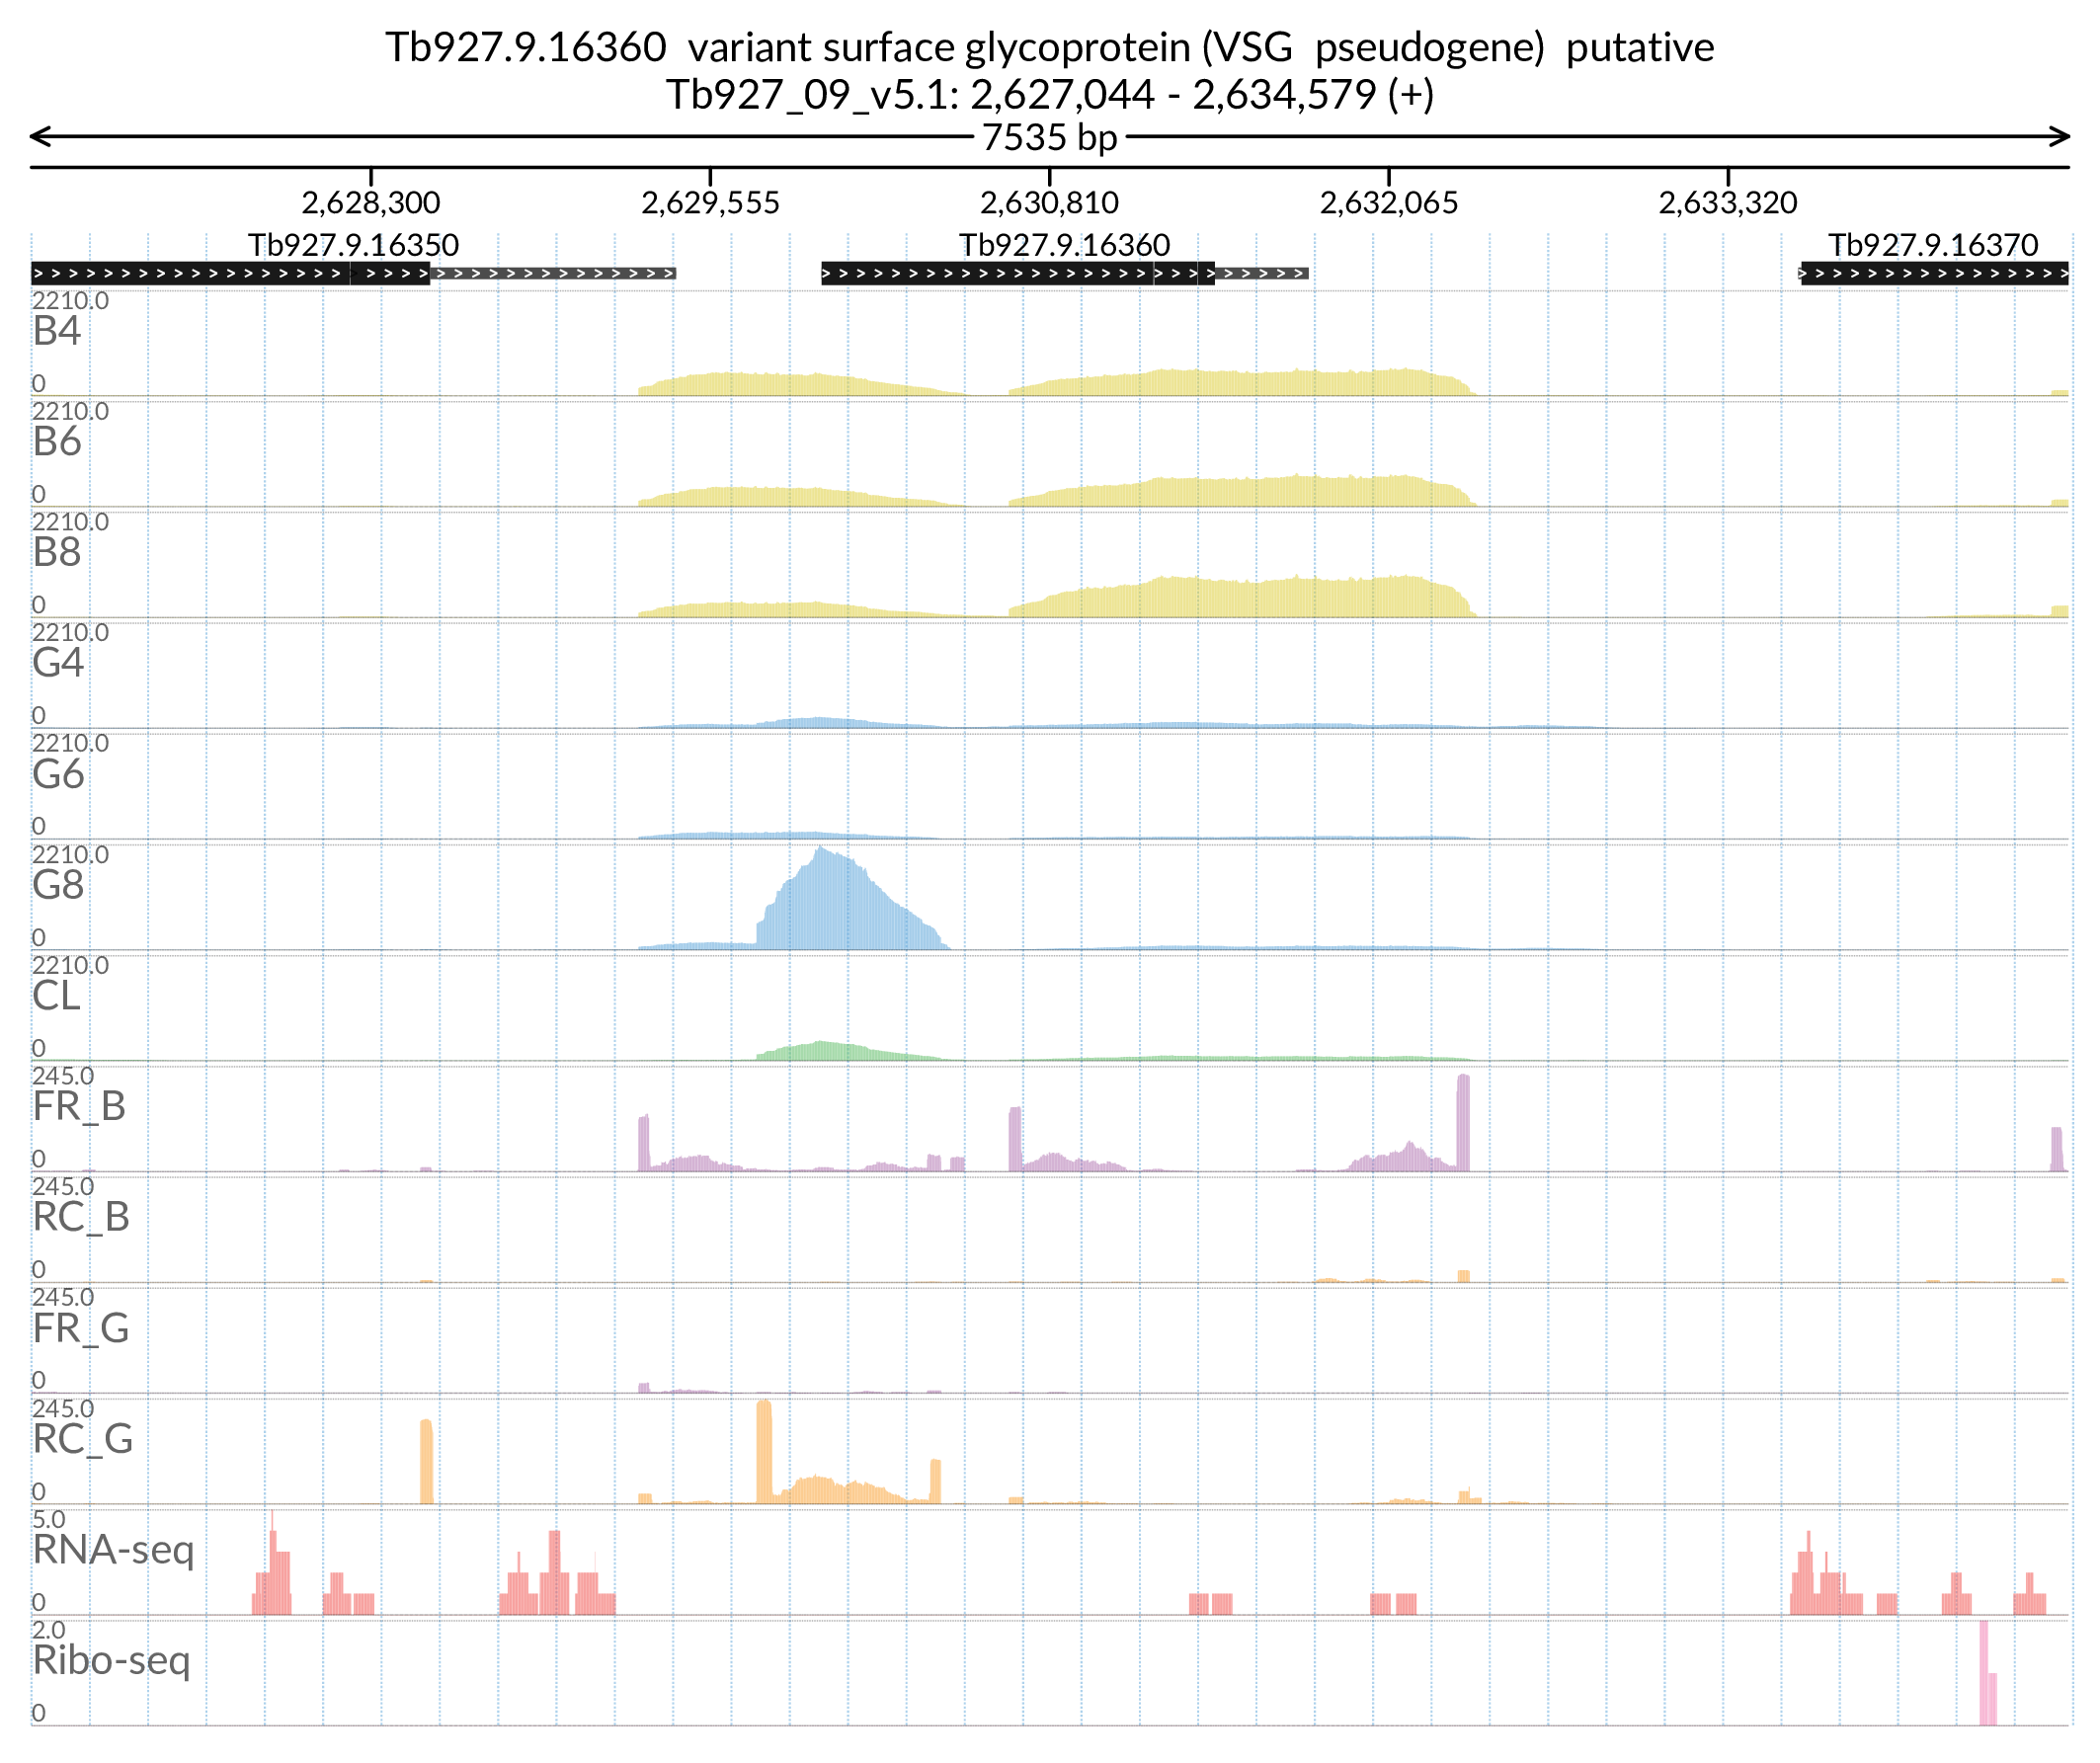 Tb927.9.16360  variant surface glycoprotein (VSG  pseudogene)  putative
Tb927_09_v5.1: 2,627,044 - 2,634,579 (+)
7535 bp
2,628,300 2,629,555 2,630,810 2,632,065 2,633,320
Tb927.9.16350 Tb927.9.16360 Tb927.9.16370
2210.0
B4
0
2210.0
B6
0
2210.0
B8
0
2210.0
G4
0
2210.0
G6
0
2210.0
G8
0
2210.0
CL
0
245.0
FR_B
0
245.0
RC_B
0
245.0
FR_G
0
245.0
RC_G
0
5.0
RNA-seq
0
2.0
Ribo-seq
0